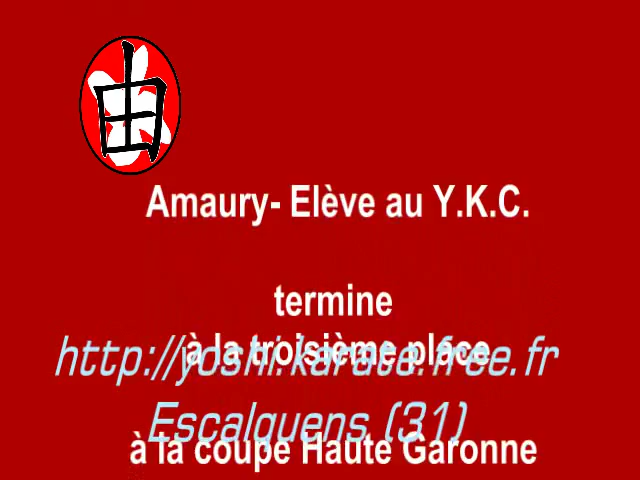 由
Amaury- Elève au Y.K.C.
termine
à la troisième place
http://yoshi.karate.free.fr
Escalquens (31)
à la coupe Haute Garonne